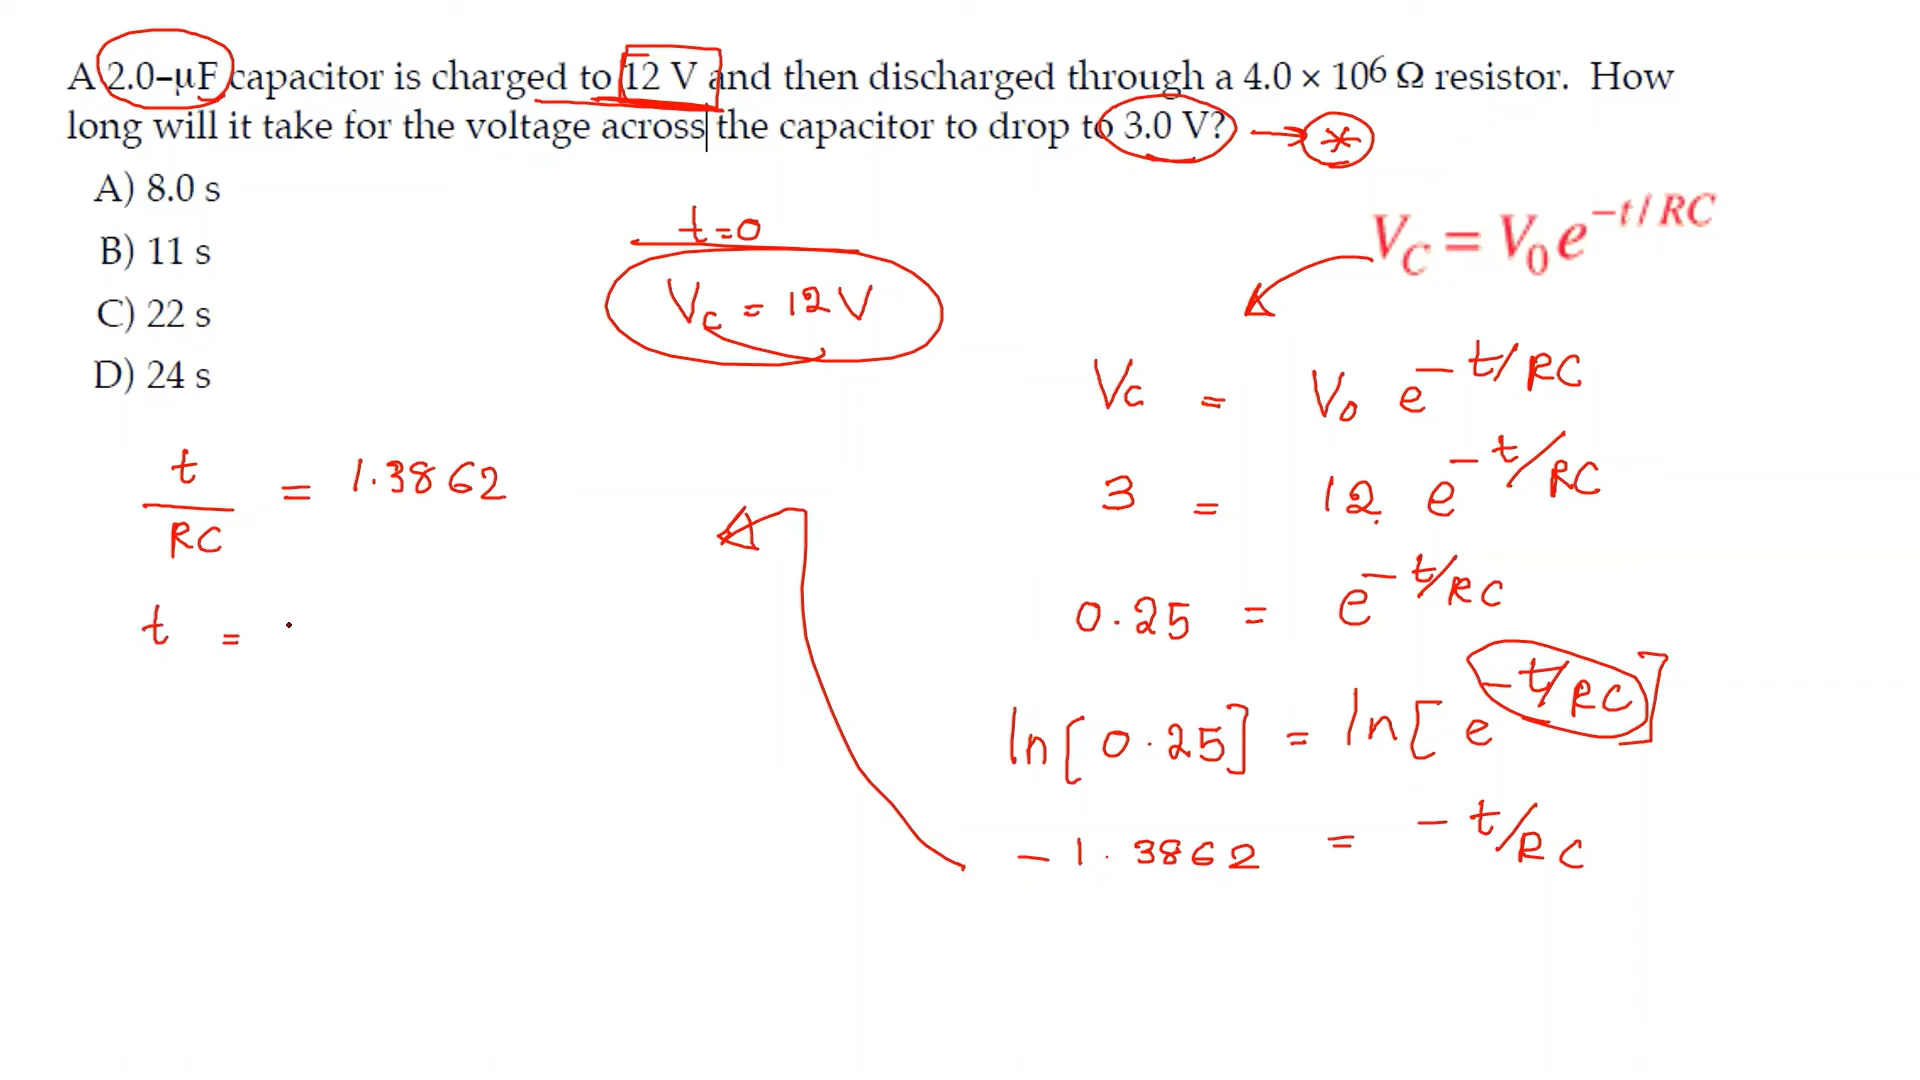 A 2.0–μF capacitor is charged to 12 V and then discharged through a 4.0 × 106 Ω resistor. How
long will it take for the voltage across the capacitor to drop to 3.0 V? → *
A) 8.0 s
B) 11 s
C) 22 s
D) 24 s
t=0
Vc = 12V
V_C = V_0 e^{-t/RC}
Vc = V0 e^{-t/RC}
3 = 12 e^{-t/RC}
0.25 = e^{-t/RC}
ln[0.25] = ln[e^{-t/RC}]
-1.3862 = -t/RC
t/RC = 1.3862
t =